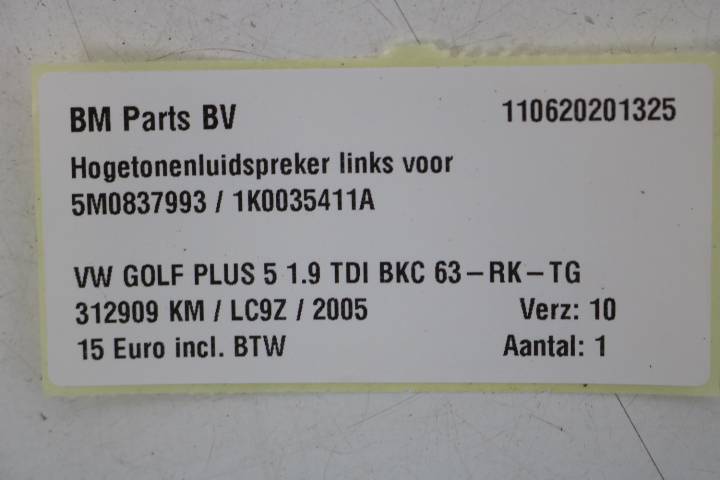 BM Parts BV 110620201325
Hogetonenluidspreker links voor
5M0837993 / 1K0035411A
VW GOLF PLUS 5 1.9 TDI BKC 63-RK-TG
312909 KM / LC9Z / 2005 Verz: 10
15 Euro incl. BTW Aantal: 1